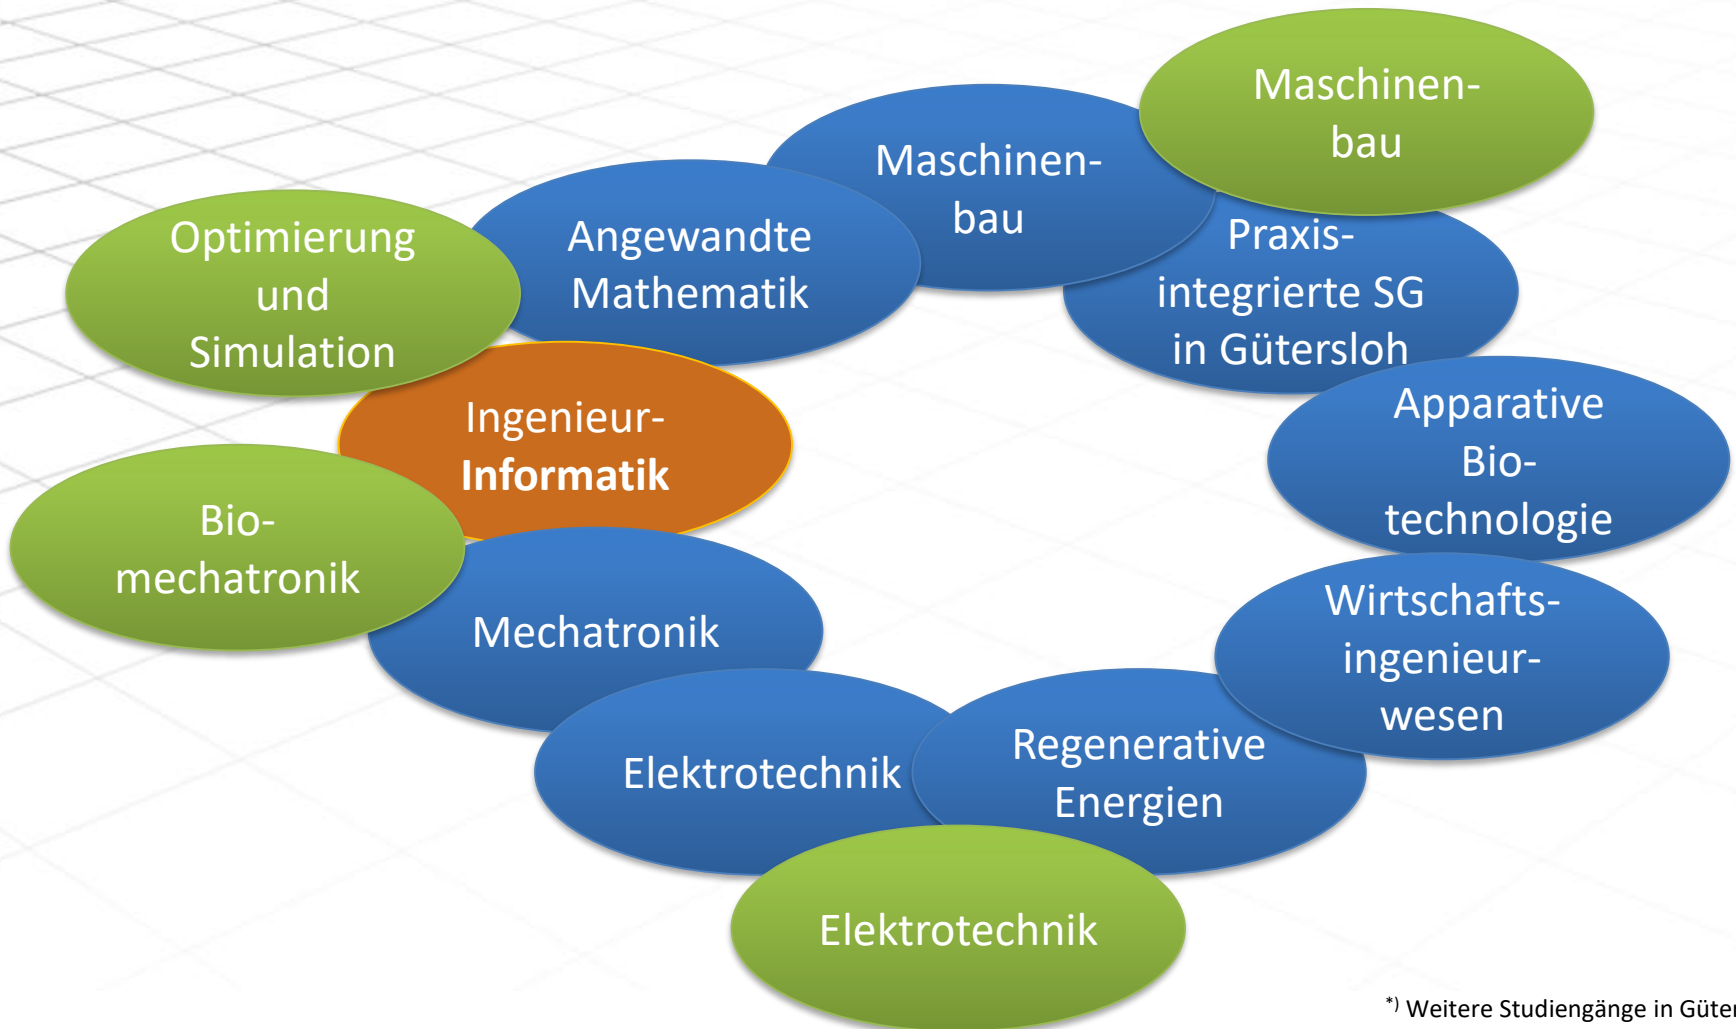 Maschinen-
bau
Maschinen-
bau
Praxis-
integrierte SG
in Gütersloh
Angewandte
Mathematik
Optimierung
und
Simulation
Ingenieur-
Informatik
Apparative
Bio-
technologie
Bio-
mechatronik
Mechatronik
Wirtschafts-
ingenieur-
wesen
Elektrotechnik
Regenerative
Energien
Elektrotechnik
*) Weitere Studiengänge in Güter